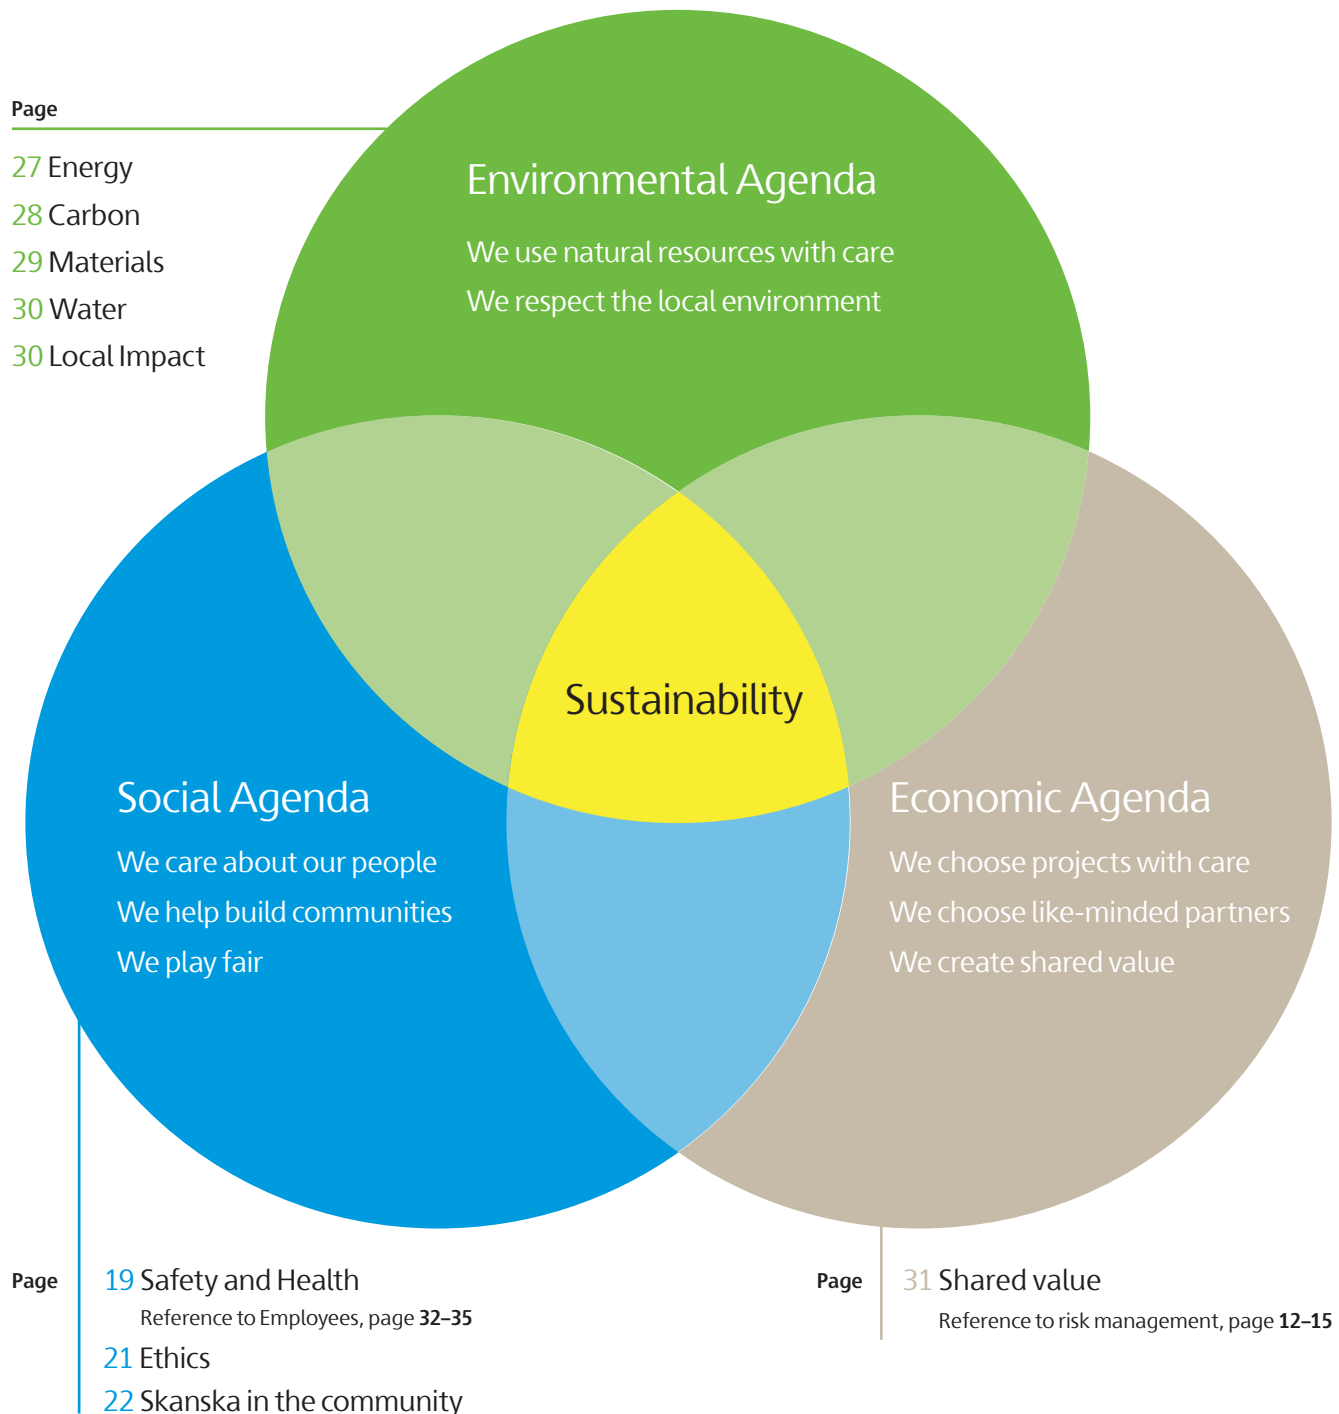 Page
27 Energy
28 Carbon
29 Materials
30 Water
30 Local Impact
Environmental Agenda
We use natural resources with care
We respect the local environment
Sustainability
Social Agenda
We care about our people
We help build communities
We play fair
Economic Agenda
We choose projects with care
We choose like-minded partners
We create shared value
Page
19 Safety and Health
Reference to Employees, page 32–35
21 Ethics
22 Skanska in the community
Page
31 Shared value
Reference to risk management, page 12–15